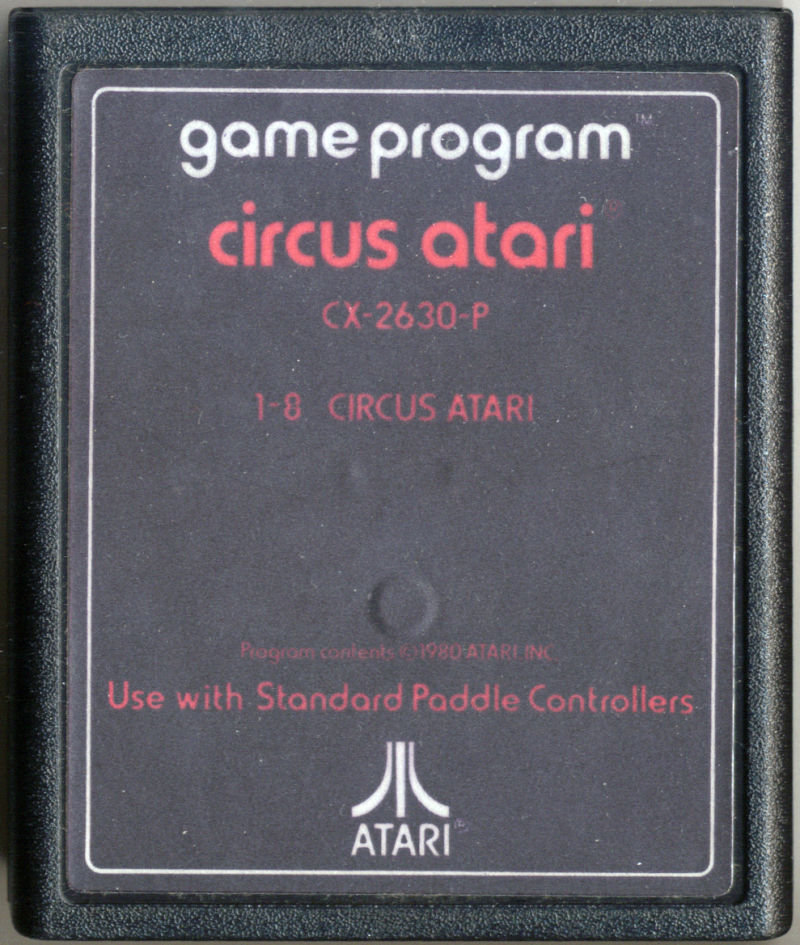 game program™
circus atari®
CX-2630-P
1-8 CIRCUS ATARI
Program contents ©1980 ATARI, INC.
Use with Standard Paddle Controllers
ATARI®